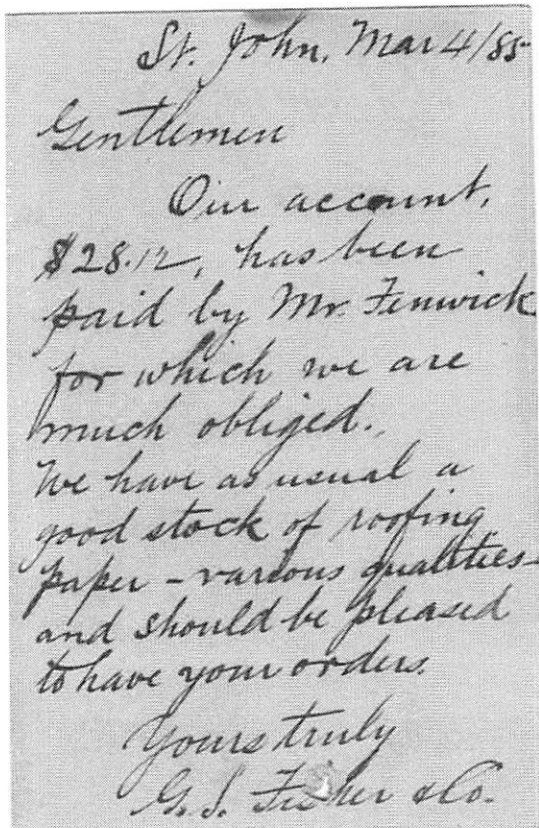 St. John, Mar 4/85
Gentlemen
Our account,
$28.12, has been
paid by Mr. Fenwick
for which we are
much obliged.
We have as usual a
good stock of roofing
paper - various qualities -
and should be pleased
to have your orders.
Yours truly
G. S. Fisher & Co.